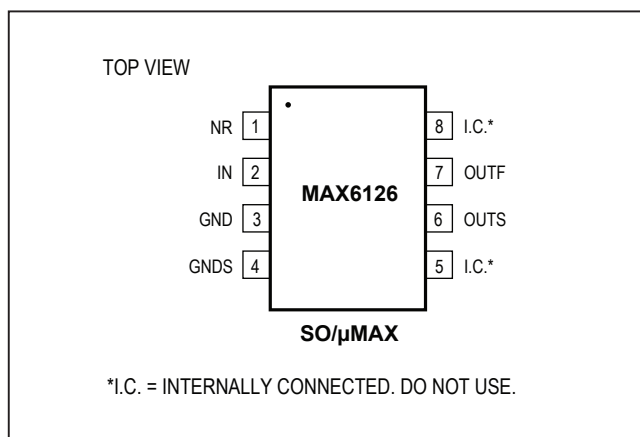 TOP VIEW
NR 1
8 I.C.*
IN 2
7 OUTF
MAX6126
GND 3
6 OUTS
GNDS 4
5 I.C.*
SO/µMAX
*I.C. = INTERNALLY CONNECTED. DO NOT USE.